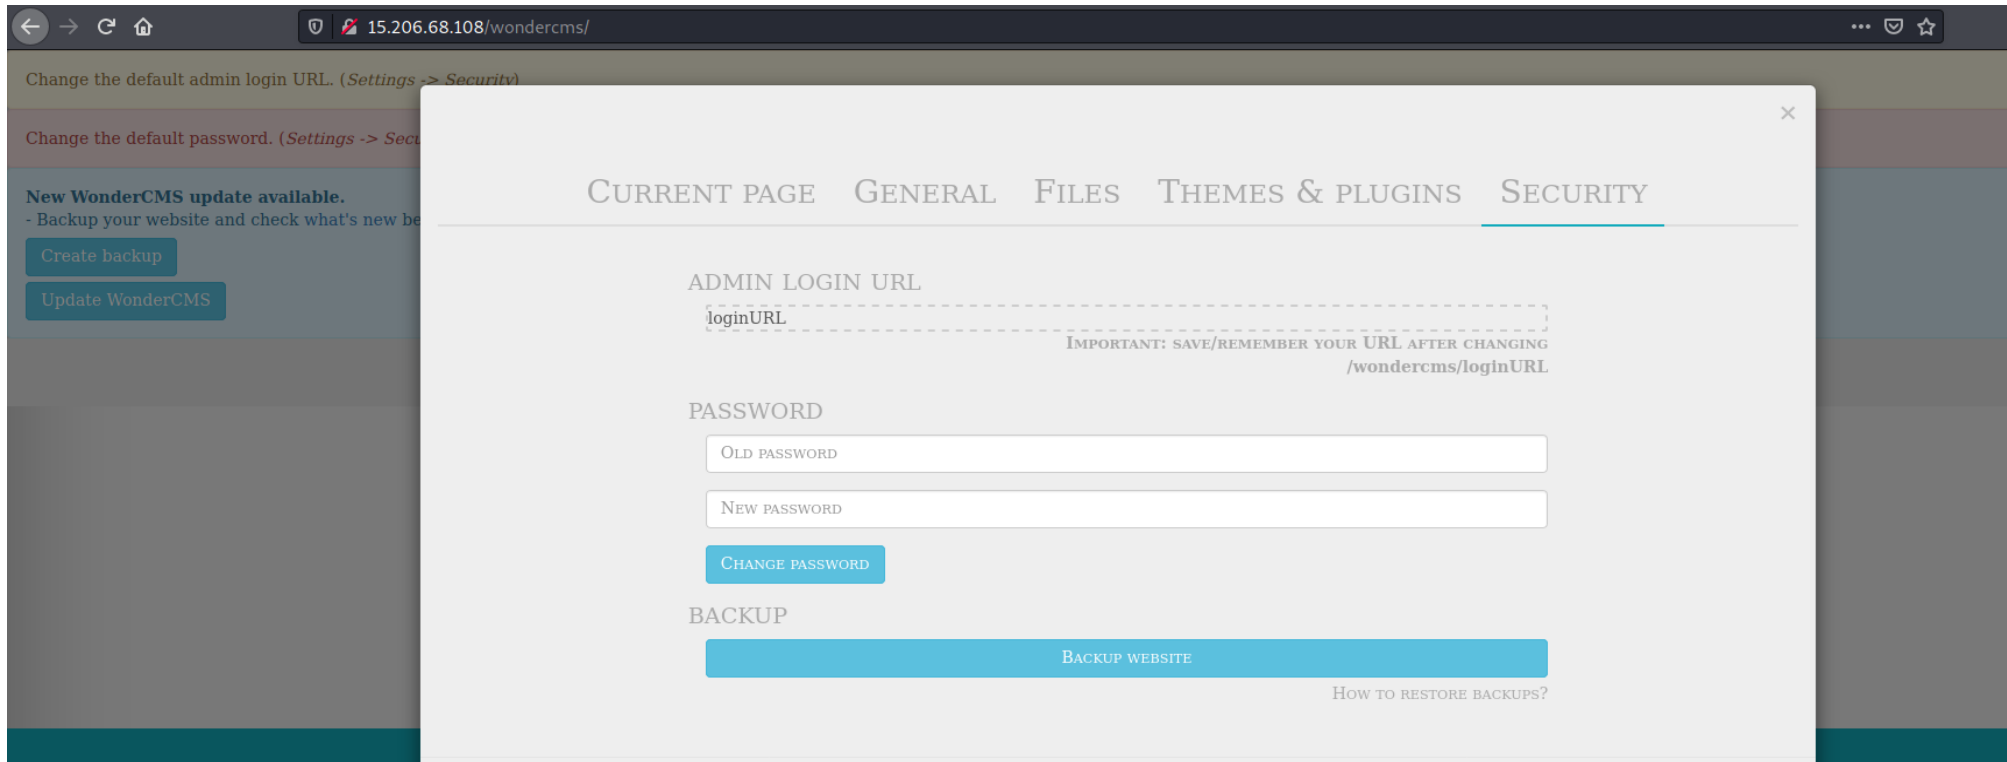 15.206.68.108/wondercms/
Change the default admin login URL. (Settings -> Security)
Change the default password. (Settings ->
New WonderCMS update available.
- Backup your website and check what's new
Create backup
Update WonderCMS
×
CURRENT PAGE GENERAL FILES THEMES & PLUGINS SECURITY
ADMIN LOGIN URL
loginURL
IMPORTANT: SAVE/REMEMBER YOUR URL AFTER CHANGING
/wondercms/loginURL
PASSWORD
OLD PASSWORD
NEW PASSWORD
CHANGE PASSWORD
BACKUP
BACKUP WEBSITE
HOW TO RESTORE BACKUPS?